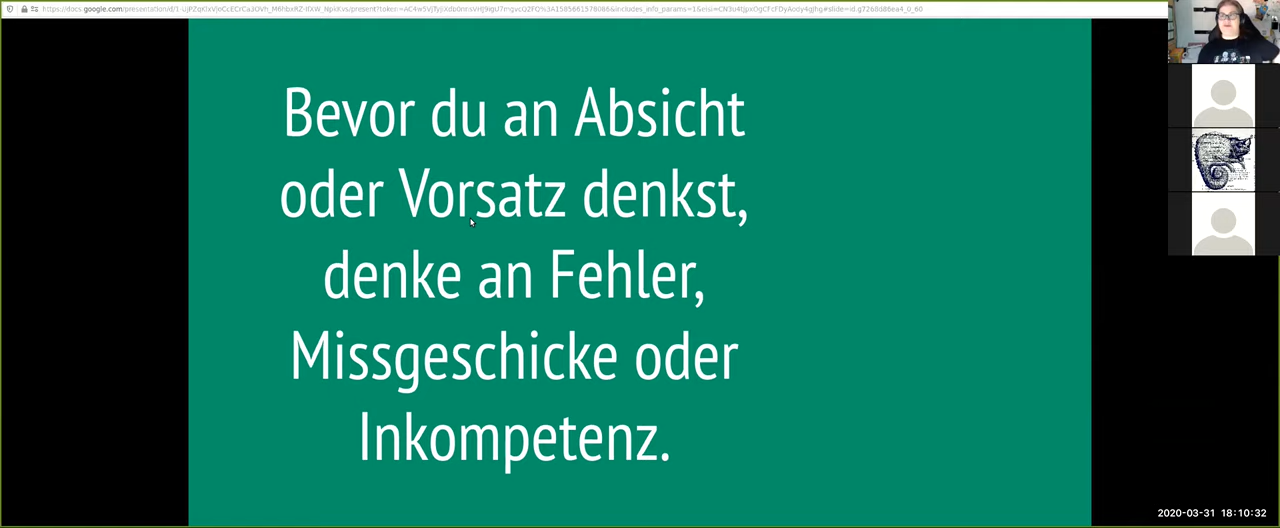 Bevor du an Absicht
oder Vorsatz denkst,
denke an Fehler,
Missgeschicke oder
Inkompetenz.
2020-03-31 18:10:32